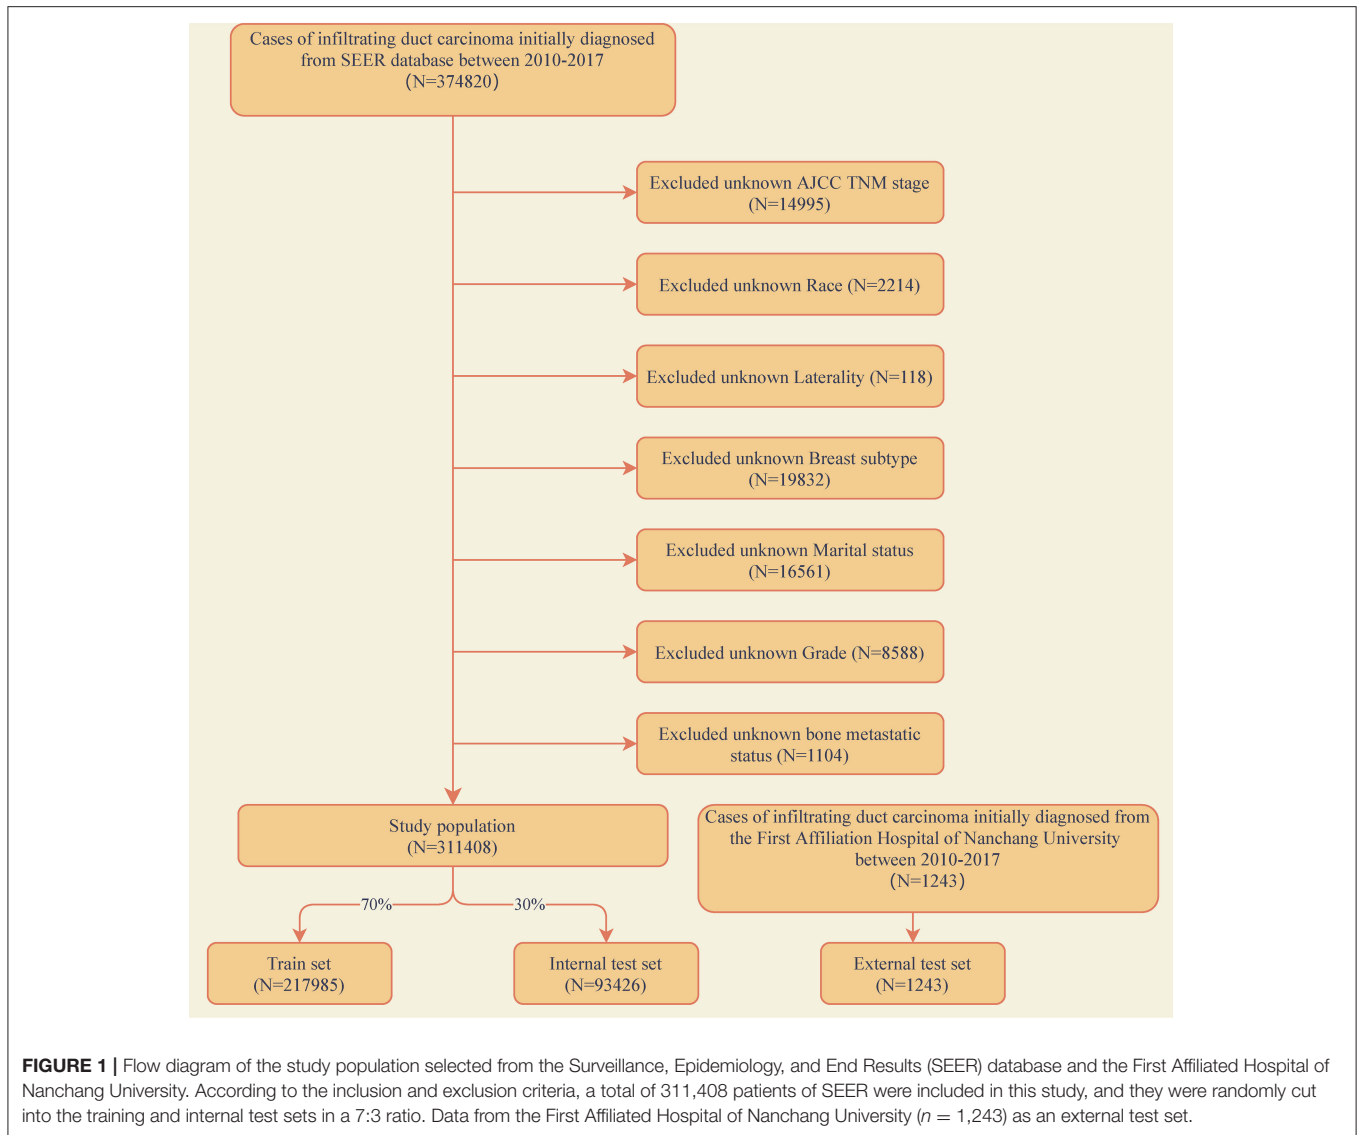 Cases of infiltrating duct carcinoma initially diagnosed
from SEER database between 2010-2017
(N=374820)
Excluded unknown AJCC TNM stage
(N=14995)
Excluded unknown Race (N=2214)
Excluded unknown Laterality (N=118)
Excluded unknown Breast subtype
(N=19832)
Excluded unknown Marital status
(N=16561)
Excluded unknown Grade (N=8588)
Excluded unknown bone metastatic
status (N=1104)
Study population
(N=311408)
Cases of infiltrating duct carcinoma initially diagnosed from
the First Affiliation Hospital of Nanchang University
between 2010-2017
(N=1243)
70%
30%
Train set
(N=217985)
Internal test set
(N=93426)
External test set
(N=1243)
FIGURE 1 | Flow diagram of the study population selected from the Surveillance, Epidemiology, and End Results (SEER) database and the First Affiliated Hospital of
Nanchang University. According to the inclusion and exclusion criteria, a total of 311,408 patients of SEER were included in this study, and they were randomly cut
into the training and internal test sets in a 7:3 ratio. Data from the First Affiliated Hospital of Nanchang University (n = 1,243) as an external test set.